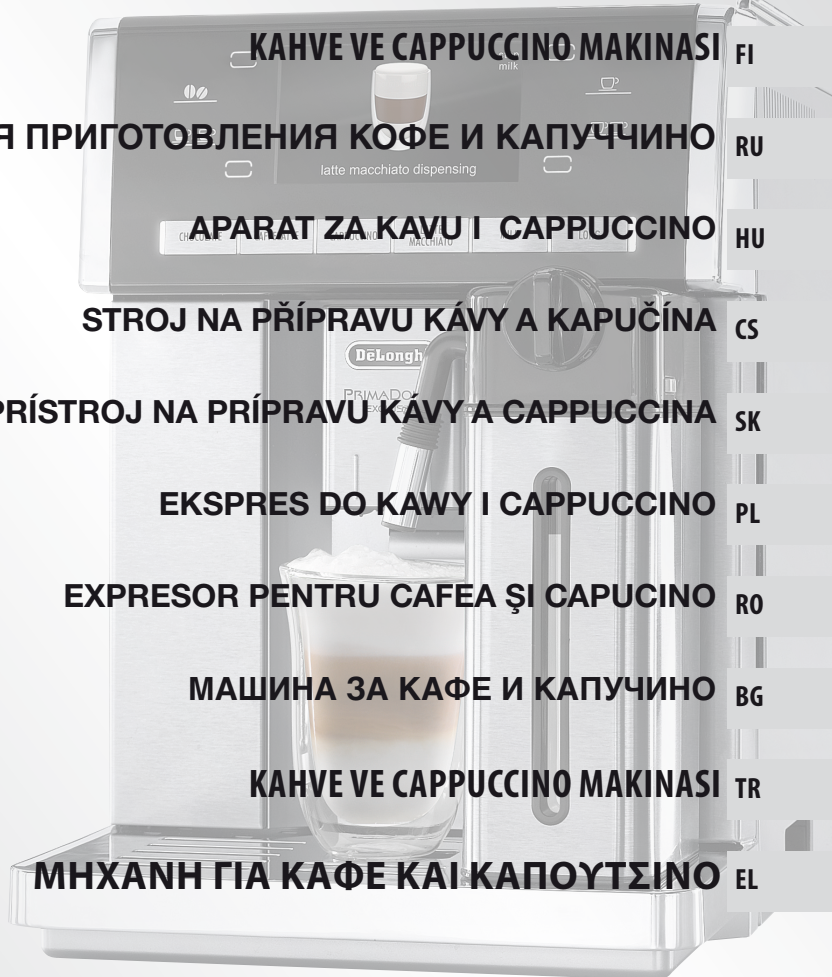 KAHVE VE CAPPUCCINO MAKINASI FI
milk
Я ПРИГОТОВЛЕНИЯ КОФЕ И КАПУЧЧИНО RU
latte macchiato dispensing
APARAT ZA KAVU I CAPPUCCINO HU
MACCHIATO
STROJ NA PŘÍPRAVU KÁVY A KAPUČÍNA CS
DeLongh
PRIMADO
PRÍSTROJ NA PRÍPRAVU KÁVY A CAPPUCCINA SK
EKSPRES DO KAWY I CAPPUCCINO PL
EXPRESOR PENTRU CAFEA ŞI CAPUCINO RO
МАШИНА ЗА КАФЕ И КАПУЧИНО BG
KAHVE VE CAPPUCCINO MAKINASI TR
ΜΗΧΑΝΗ ΓΙΑ ΚΑΦΕ ΚΑΙ ΚΑΠΟΥΤΣΙΝΟ EL